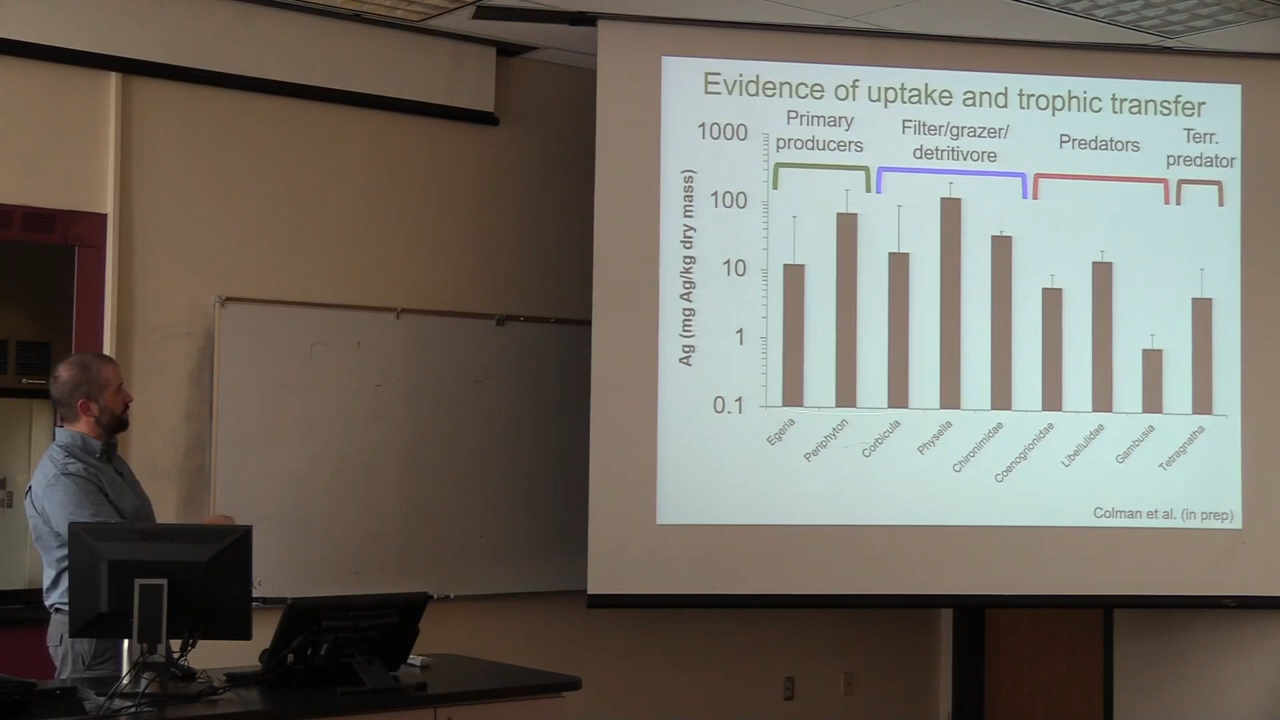 Evidence of uptake and trophic transfer
Primary
producers
Filter/grazer/
detritivore
Predators
Terr.
predator
Ag (mg Ag/kg dry mass)
1000
100
10
1
0.1
Egeria
Periphyton
Corbicula
Physella
Chironimidae
Coenogrionidae
Libellulidae
Gambusia
Tetragnatha
Colman et al. (in prep)